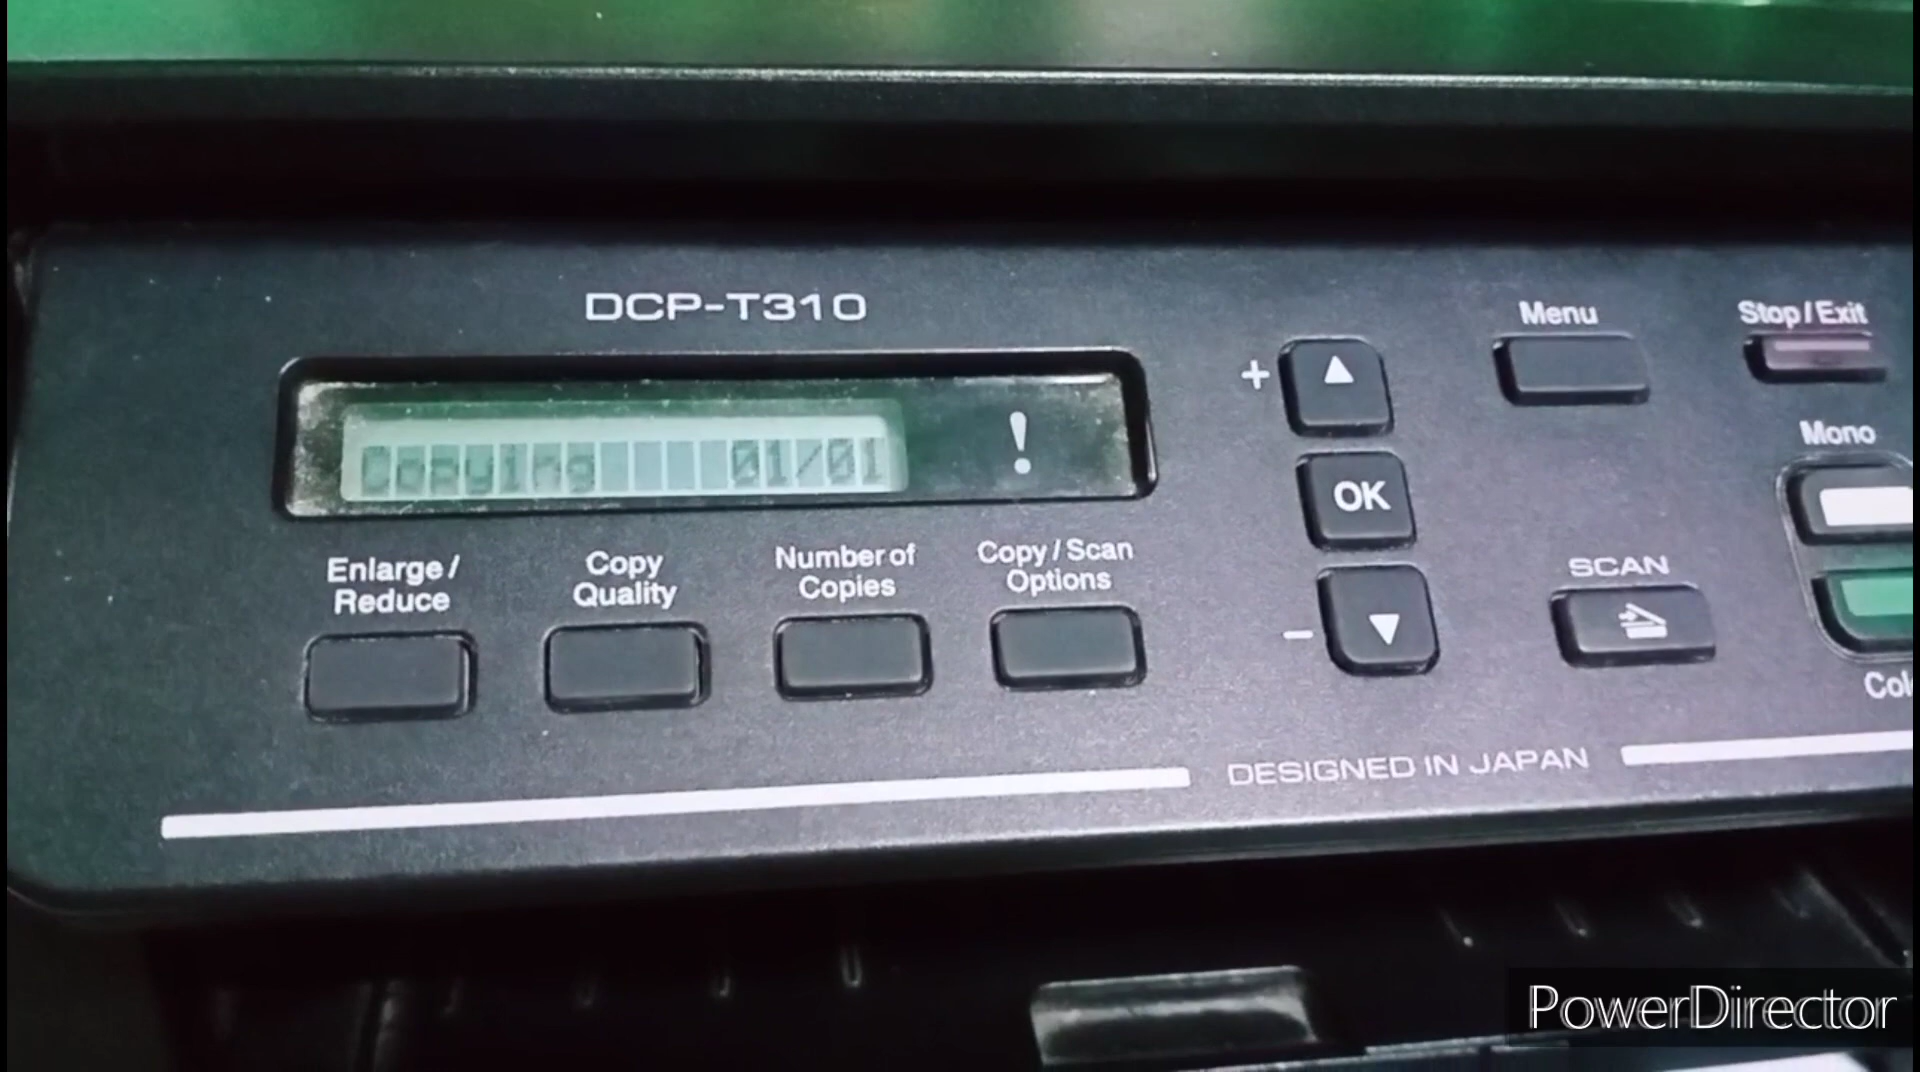 DCP-T310
Copying 01/01
!
Enlarge /
Reduce
Copy
Quality
Number of
Copies
Copy / Scan
Options
+
OK
−
Menu
Stop / Exit
Mono
SCAN
DESIGNED IN JAPAN
PowerDirector